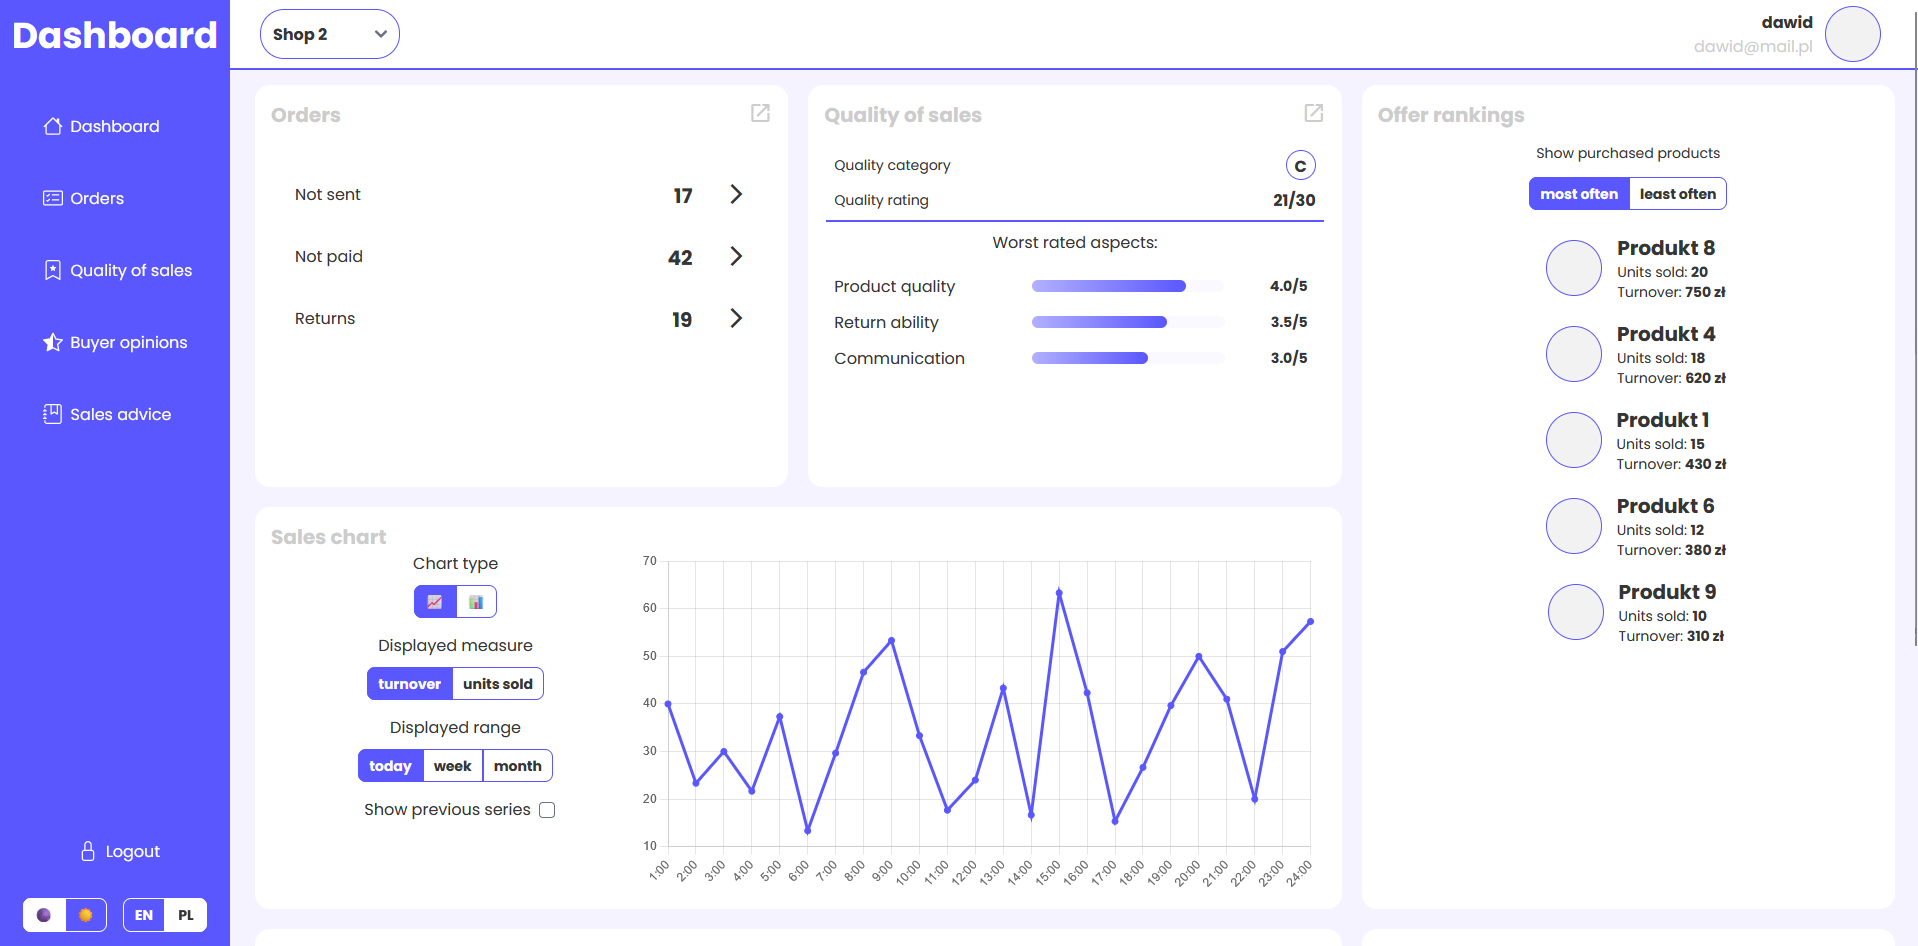 Dashboard
Shop 2
dawid
dawid@mail.pl
Dashboard
Orders
Quality of sales
Buyer opinions
Sales advice
Logout
EN PL
Orders
Not sent 17
Not paid 42
Returns 19
Quality of sales
Quality category C
Quality rating 21/30
Worst rated aspects:
Product quality 4.0/5
Return ability 3.5/5
Communication 3.0/5
Offer rankings
Show purchased products
most often least often
Produkt 8
Units sold: 20
Turnover: 750 zł
Produkt 4
Units sold: 18
Turnover: 620 zł
Produkt 1
Units sold: 15
Turnover: 430 zł
Produkt 6
Units sold: 12
Turnover: 380 zł
Produkt 9
Units sold: 10
Turnover: 310 zł
Sales chart
Chart type
Displayed measure
turnover units sold
Displayed range
today week month
Show previous series
70
60
50
40
30
20
10
1:00 2:00 3:00 4:00 5:00 6:00 7:00 8:00 9:00 10:00 11:00 12:00 13:00 14:00 15:00 16:00 17:00 18:00 19:00 20:00 21:00 22:00 23:00 24:00